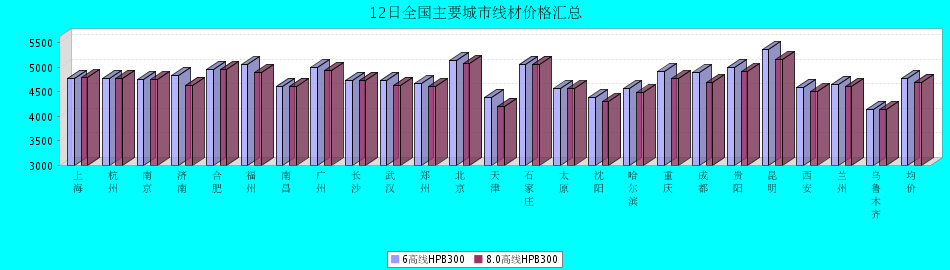 12日全国主要城市线材价格汇总
5500
5000
4500
4000
3500
3000
上海
杭州
南京
济南
合肥
福州
南昌
广州
长沙
武汉
郑州
北京
天津
石家庄
太原
沈阳
哈尔滨
重庆
成都
贵阳
昆明
西安
兰州
乌鲁木齐
均价
6高线HPB300 8.0高线HPB300